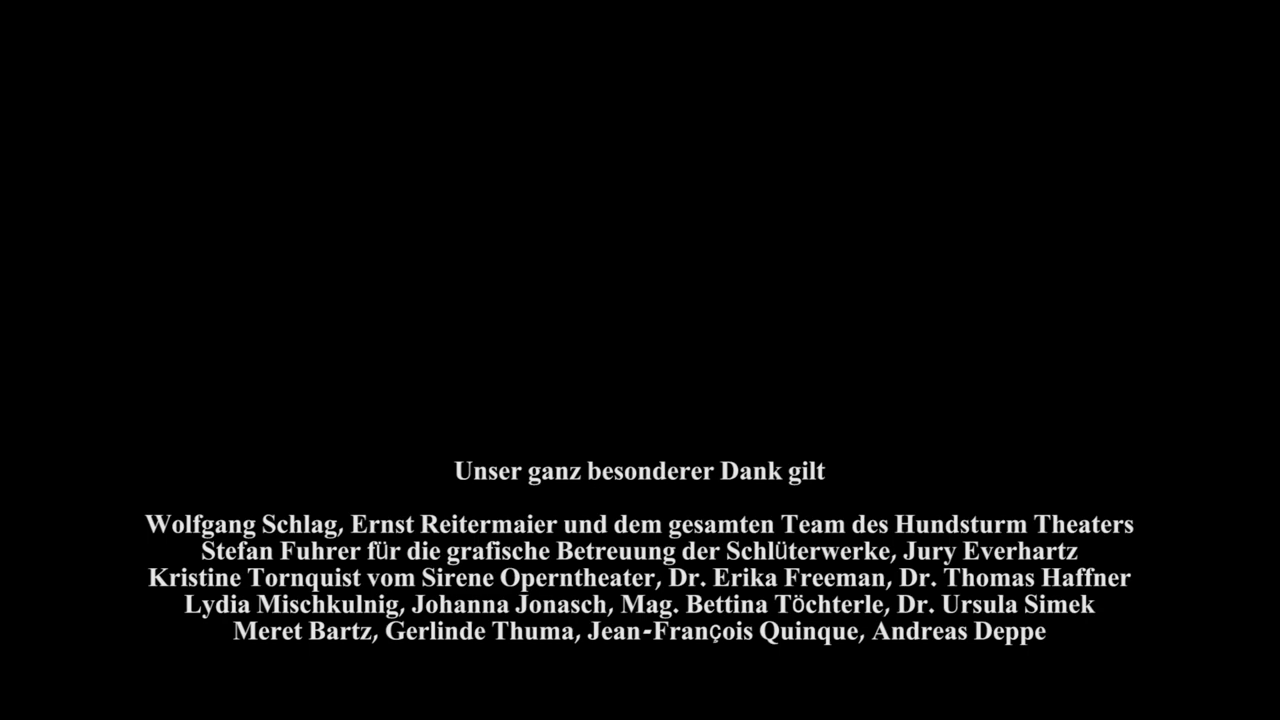 Unser ganz besonderer Dank gilt
Wolfgang Schlag, Ernst Reitermaier und dem gesamten Team des Hundsturm Theaters
Stefan Fuhrer für die grafische Betreuung der Schlüterwerke, Jury Everhartz
Kristine Tornquist vom Sirene Operntheater, Dr. Erika Freeman, Dr. Thomas Haffner
Lydia Mischkulnig, Johanna Jonasch, Mag. Bettina Töchterle, Dr. Ursula Simek
Meret Bartz, Gerlinde Thuma, Jean-François Quinque, Andreas Deppe